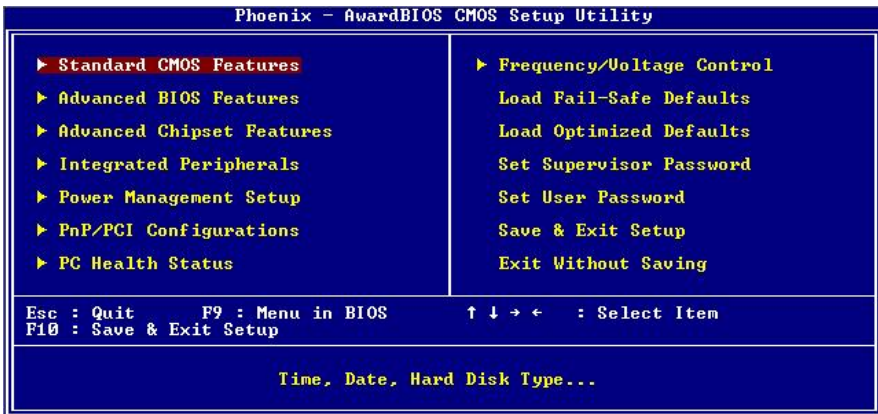 Phoenix - AwardBIOS CMOS Setup Utility
▶ Standard CMOS Features
▶ Advanced BIOS Features
▶ Advanced Chipset Features
▶ Integrated Peripherals
▶ Power Management Setup
▶ PnP/PCI Configurations
▶ PC Health Status
▶ Frequency/Voltage Control
Load Fail-Safe Defaults
Load Optimized Defaults
Set Supervisor Password
Set User Password
Save & Exit Setup
Exit Without Saving
Esc : Quit F9 : Menu in BIOS ↑ ↓ → ← : Select Item
F10 : Save & Exit Setup
Time, Date, Hard Disk Type...